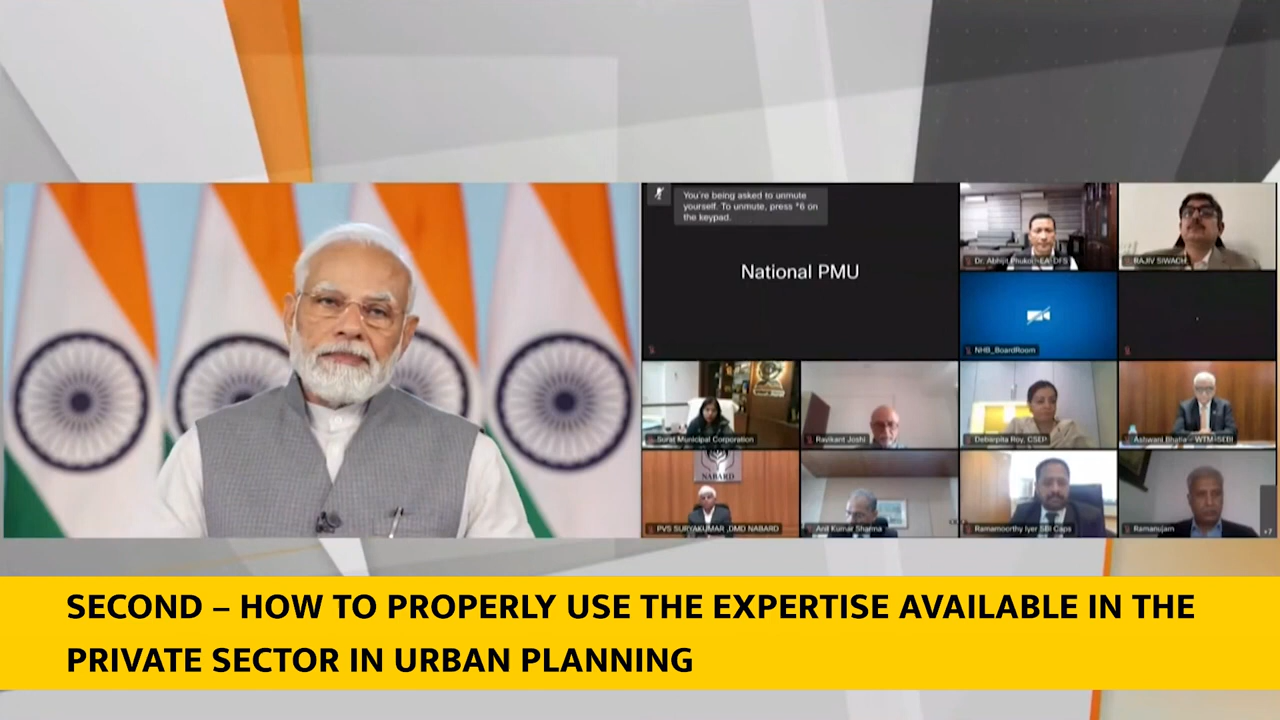 You're being asked to unmute
yourself. To unmute, press *6 on
the keypad.
National PMU
RAJIV SIWACH
NHB_BoardRoom
Surat Municipal Corporation
Ravikant Joshi
Debarpita Roy, CSEP
Ashwani Bhatia - WTM-SEBI
NABARD
PVS SURYAKUMAR ,DMD NABARD
Anil Kumar Sharma
Ramamoorthy Iyer SBI Caps
Ramanujam
+7
SECOND – HOW TO PROPERLY USE THE EXPERTISE AVAILABLE IN THE
PRIVATE SECTOR IN URBAN PLANNING